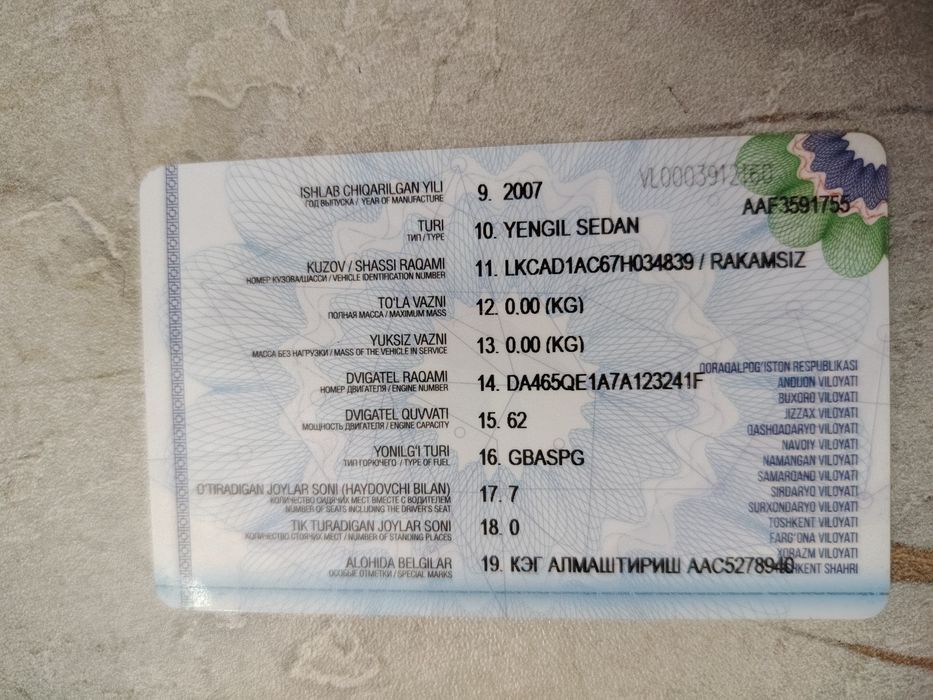 VL0003912160
AAF3591755
ISHLAB CHIQARILGAN YILI 9. 2007
ГОД ВЫПУСКА / YEAR OF MANUFACTURE
TURI 10. YENGIL SEDAN
ТИП / TYPE
KUZOV / SHASSI RAQAMI 11. LKCAD1AC67H034839 / RAKAMSIZ
НОМЕР КУЗОВА/ШАССИ / VEHICLE IDENTIFICATION NUMBER
TO'LA VAZNI 12. 0.00 (KG)
ПОЛНАЯ МАССА / MAXIMUM MASS
YUKSIZ VAZNI 13. 0.00 (KG)
МАССА БЕЗ НАГРУЗКИ / MASS OF THE VEHICLE IN SERVICE
DVIGATEL RAQAMI 14. DA465QE1A7A123241F
НОМЕР ДВИГАТЕЛЯ / ENGINE NUMBER
DVIGATEL QUVVATI 15. 62
МОЩНОСТЬ ДВИГАТЕЛЯ / ENGINE CAPACITY
YONILG'I TURI 16. GBASPG
ТИП ГОРЮЧЕГО / TYPE OF FUEL
O'TIRADIGAN JOYLAR SONI (HAYDOVCHI BILAN) 17. 7
КОЛИЧЕСТВО СИДЯЧИХ МЕСТ ВМЕСТЕ С ВОДИТЕЛЕМ
NUMBER OF SEATS INCLUDING THE DRIVER'S SEAT
TIK TURADIGAN JOYLAR SONI 18. 0
КОЛИЧЕСТВО СТОЯЧИХ МЕСТ / NUMBER OF STANDING PLACES
ALOHIDA BELGILAR 19. КЭГ АЛМАШТИРИШ ААС5278940
ОСОБЫЕ ОТМЕТКИ / SPECIAL MARKS
QORAQALPOG'ISTON RESPUBLIKASI
ANDIJON VILOYATI
BUXORO VILOYATI
JIZZAX VILOYATI
QASHQADARYO VILOYATI
NAVOIY VILOYATI
NAMANGAN VILOYATI
SAMARQAND VILOYATI
SIRDARYO VILOYATI
SURXONDARYO VILOYATI
TOSHKENT VILOYATI
FARG'ONA VILOYATI
XORAZM VILOYATI
SHAHRI